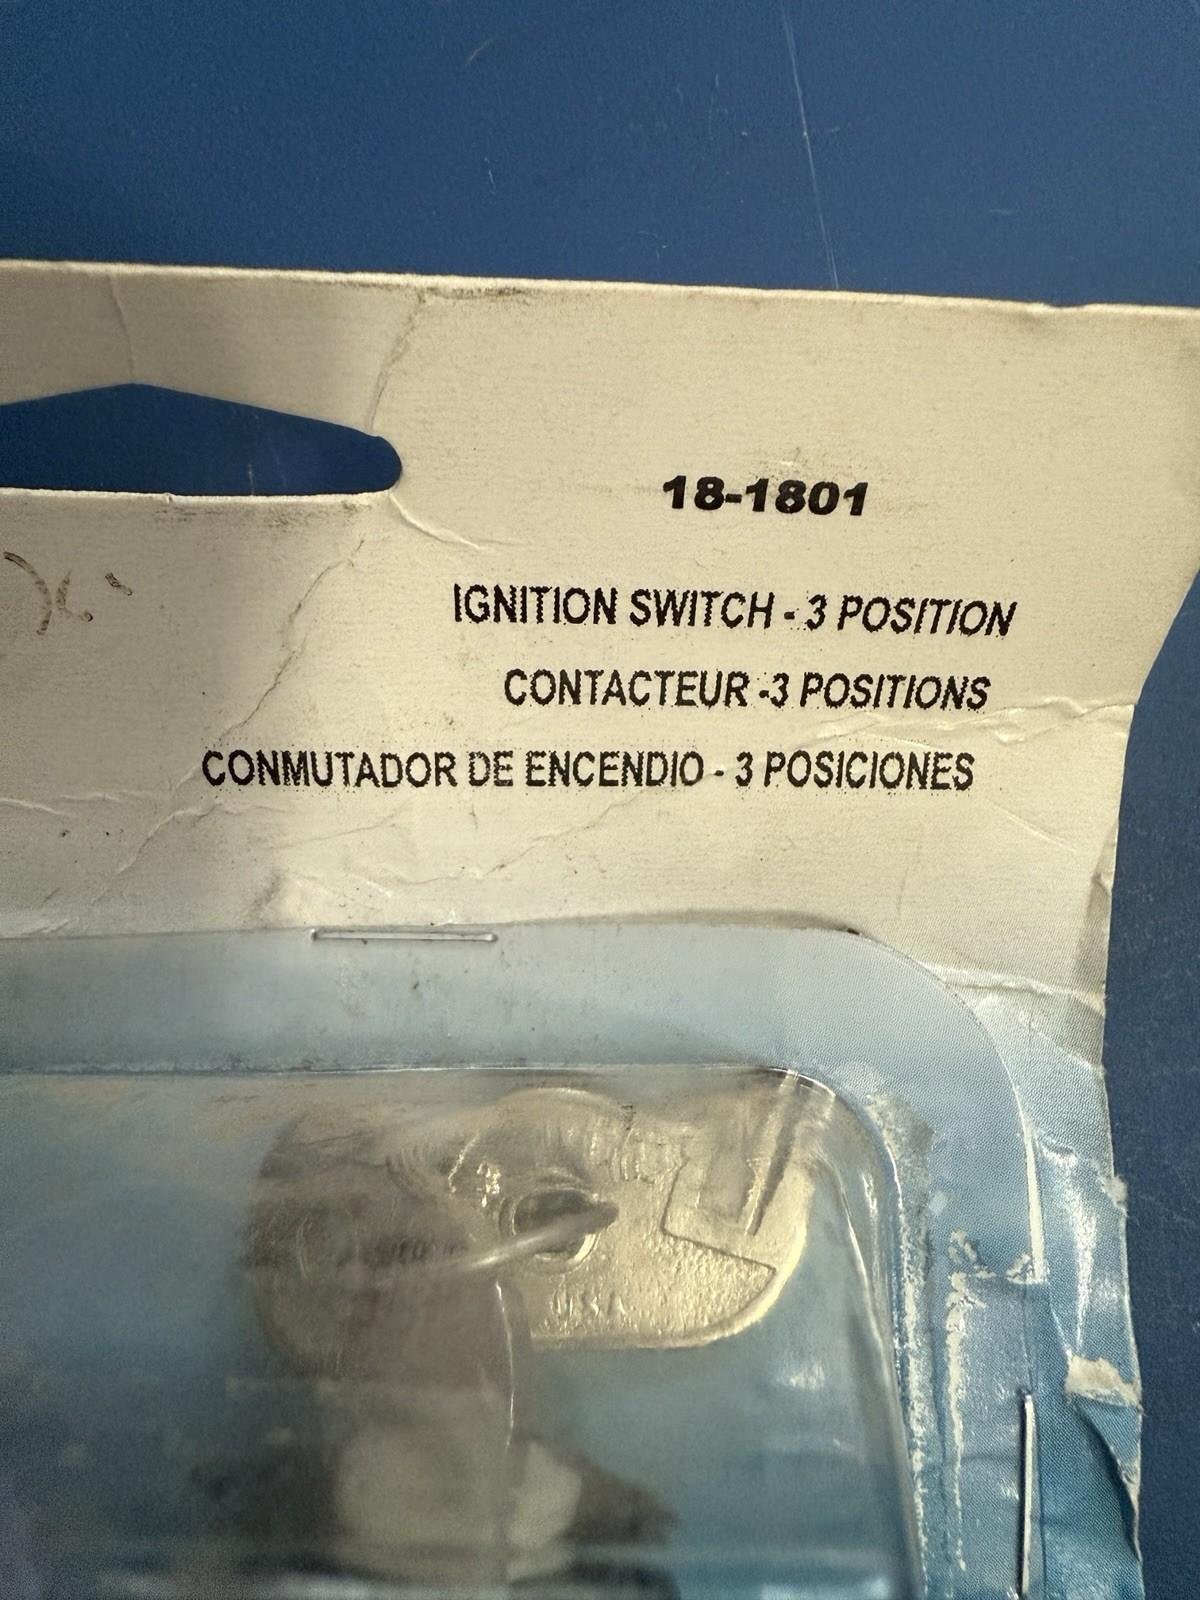 18-1801
IGNITION SWITCH - 3 POSITION
CONTACTEUR -3 POSITIONS
CONMUTADOR DE ENCENDIO - 3 POSICIONES
USA